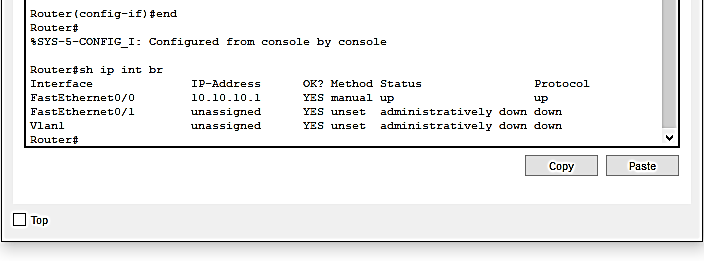 Router(config-if)#end
Router#
%SYS-5-CONFIG_I: Configured from console by console
Router#sh ip int br
Interface IP-Address OK? Method Status Protocol
FastEthernet0/0 10.10.10.1 YES manual up up
FastEthernet0/1 unassigned YES unset administratively down down
Vlan1 unassigned YES unset administratively down down
Router#
Copy Paste
Top